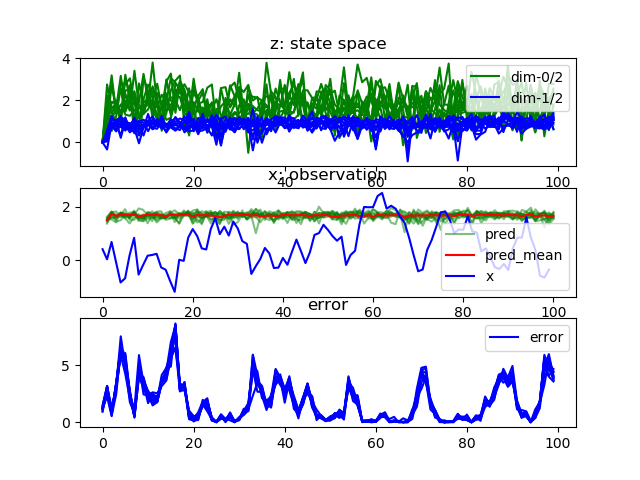 z: state space
4
2
0
dim-0/2
dim-1/2
0 20 40 60 80 100
x: observation
2
0
pred
pred_mean
x
0 20 40 60 80 100
error
5
0
error
0 20 40 60 80 100